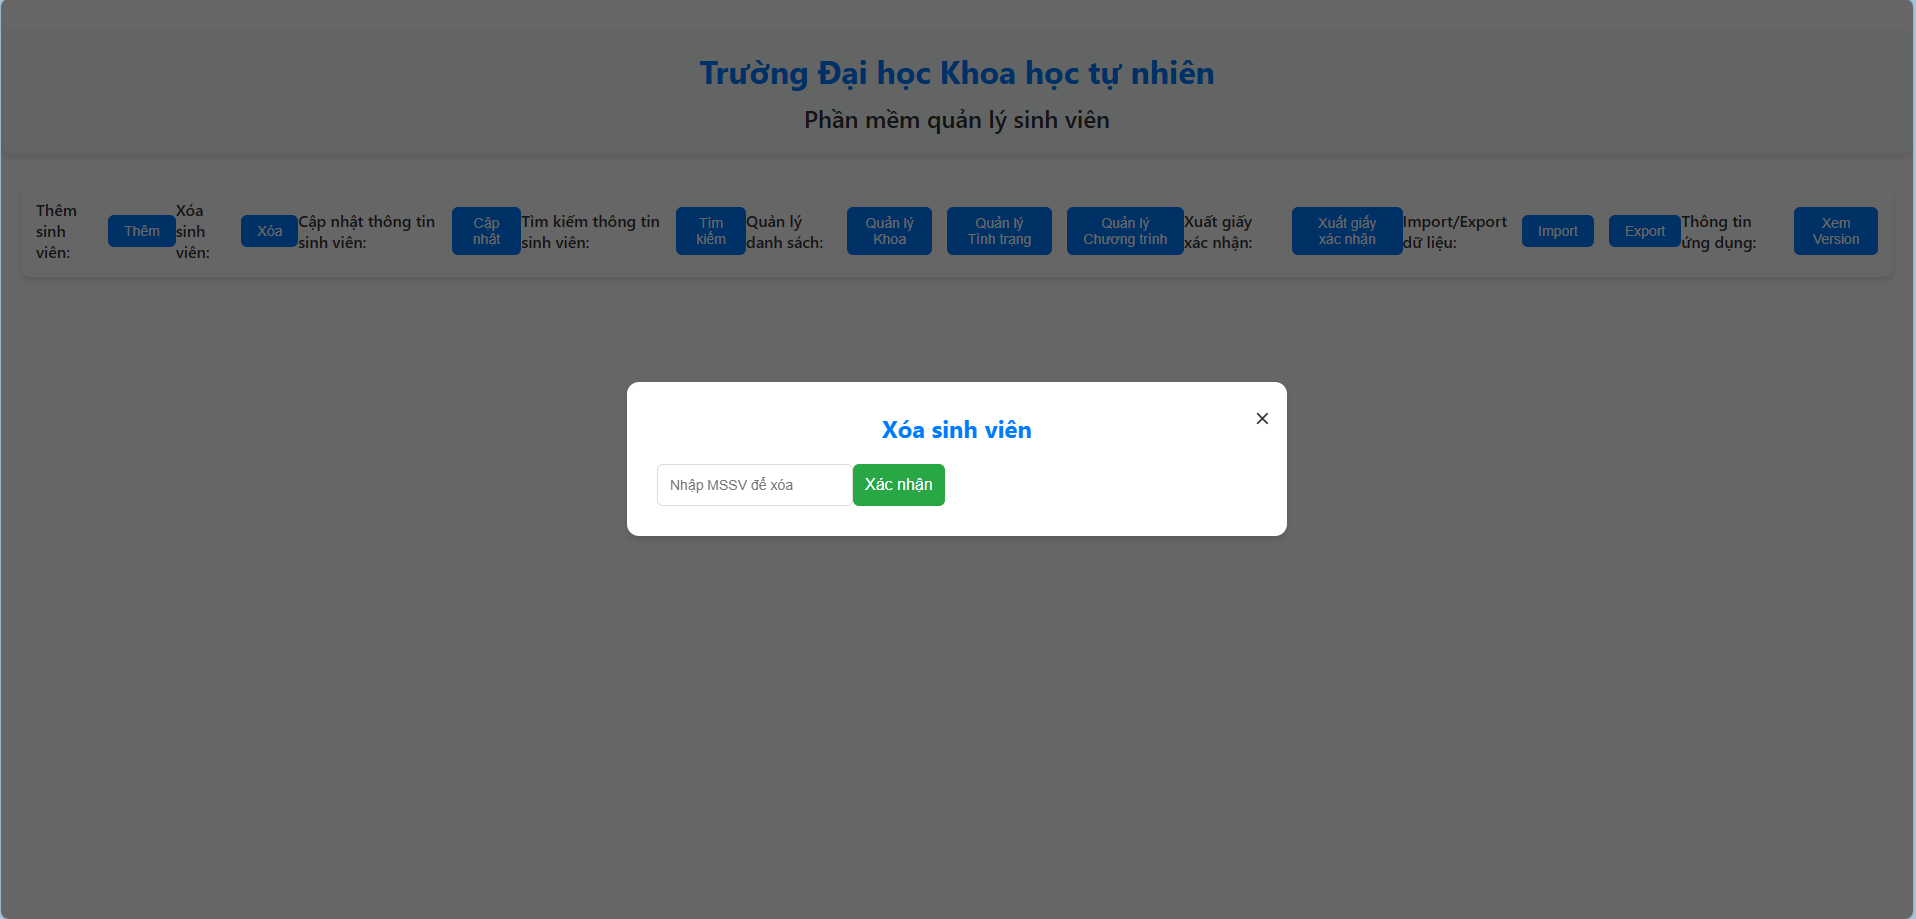 Trường Đại học Khoa học tự nhiên
Phần mềm quản lý sinh viên
Thêm
sinh
viên:
Thêm
Xóa
sinh
viên:
Xóa
Cập nhật thông tin
sinh viên:
Cập
nhật
Tìm kiếm thông tin
sinh viên:
Tìm
kiếm
Quản lý
danh sách:
Quản lý
Khoa
Quản lý
Tình trạng
Quản lý
Chương trình
Xuất giấy
xác nhận:
Xuất giấy
xác nhận
Import/Export
dữ liệu:
Import
Export
Thông tin
ứng dụng:
Xem
Version
Xóa sinh viên
×
Nhập MSSV để xóa
Xác nhận